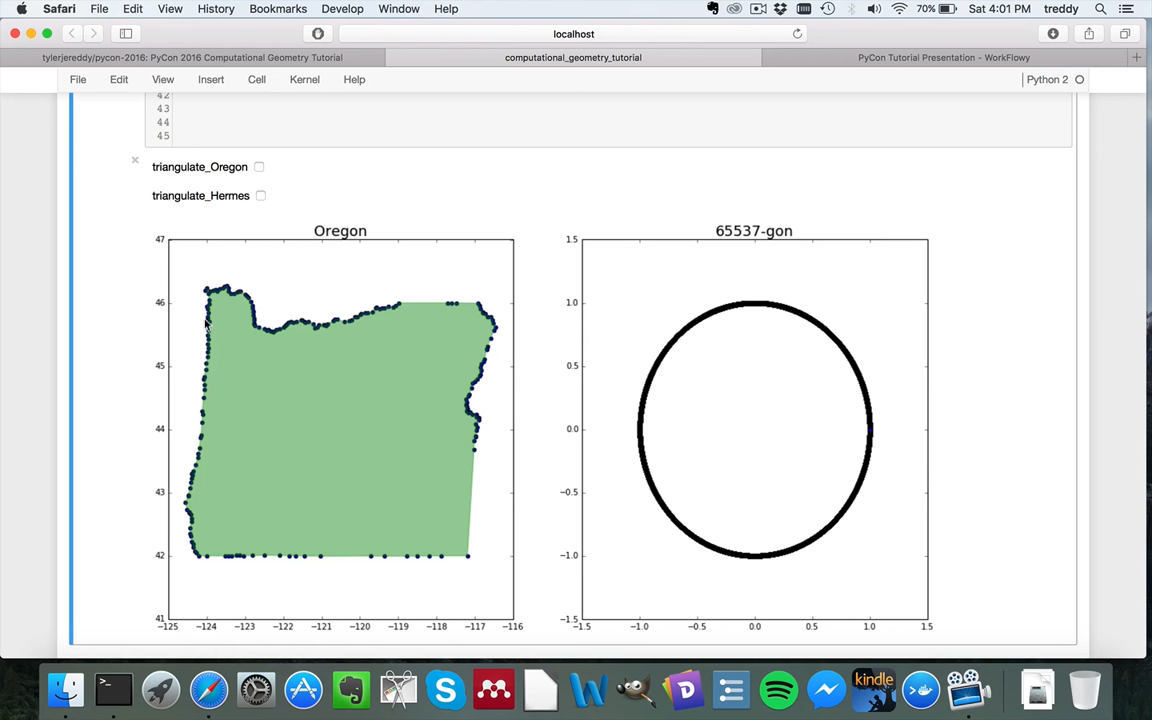 Safari File Edit View History Bookmarks Develop Window Help 70% Sat 4:01 PM treddy
localhost
tylerjereddy/pycon-2016: PyCon 2016 Computational Geometry Tutorial computational_geometry_tutorial PyCon Tutorial Presentation - WorkFlowy
File Edit View Insert Cell Kernel Help Python 2
42
43
44
45
triangulate_Oregon
triangulate_Hermes
Oregon 65537-gon
47 1.5
46 1.0
45 0.5
44 0.0
43 −0.5
42 −1.0
41 −1.5
−125 −124 −123 −122 −121 −120 −119 −118 −117 −116 −1.5 −1.0 −0.5 0.0 0.5 1.0 1.5
kindle